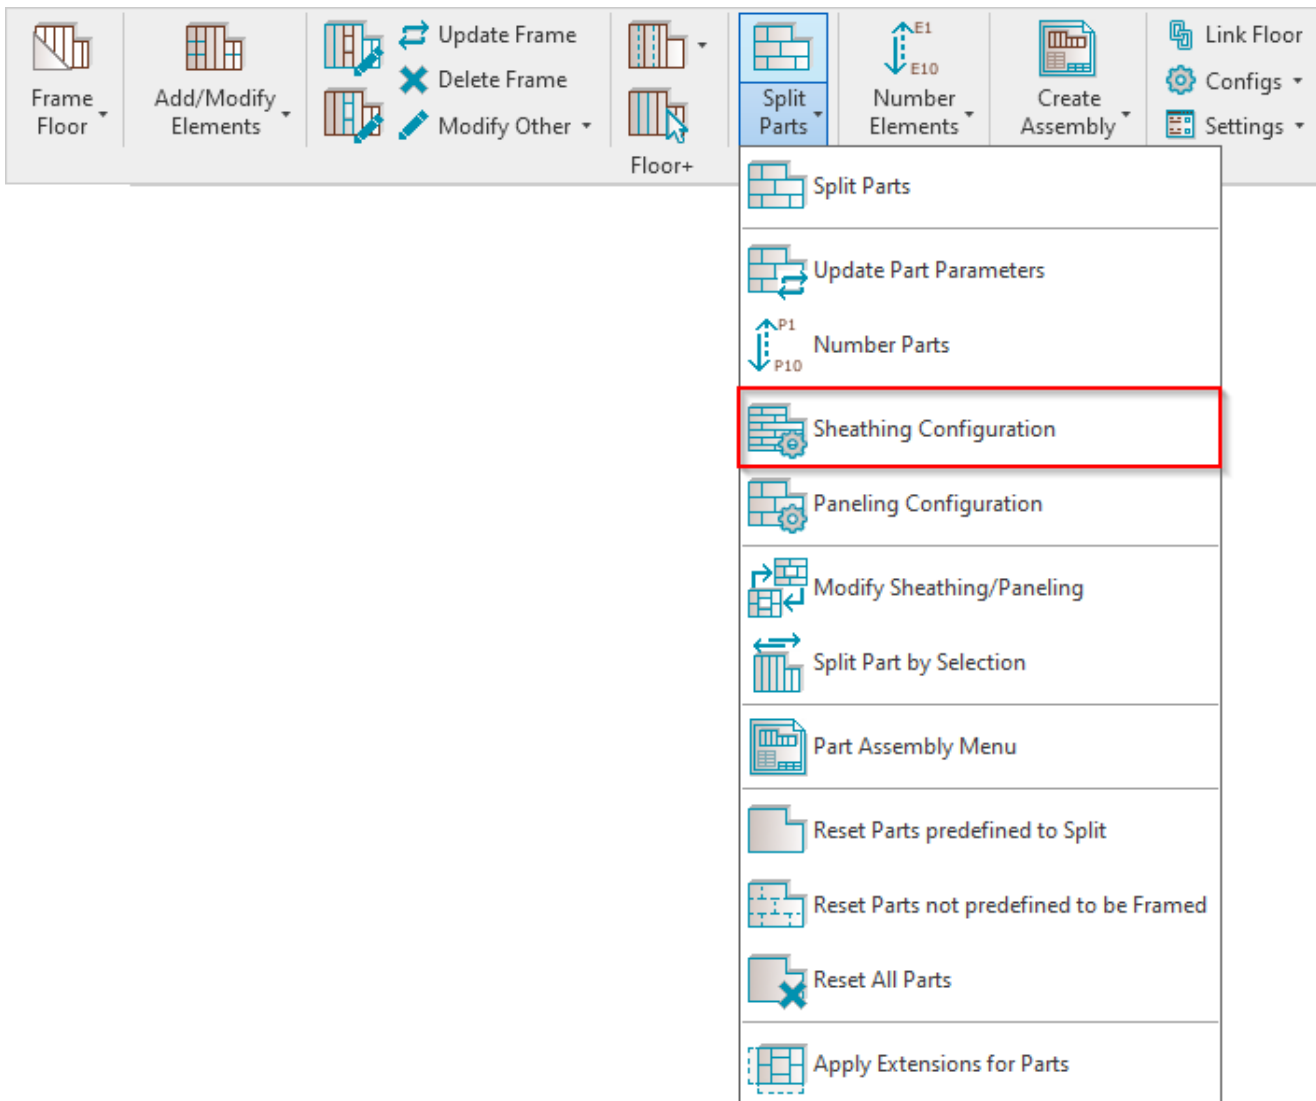 Frame
Floor
Add/Modify
Elements
Update Frame
Delete Frame
Modify Other
Floor+
Split
Parts
E1
E10
Number
Elements
Create
Assembly
Link Floor
Configs
Settings
Split Parts
Update Part Parameters
P1
P10
Number Parts
Sheathing Configuration
Paneling Configuration
Modify Sheathing/Paneling
Split Part by Selection
Part Assembly Menu
Reset Parts predefined to Split
Reset Parts not predefined to be Framed
Reset All Parts
Apply Extensions for Parts